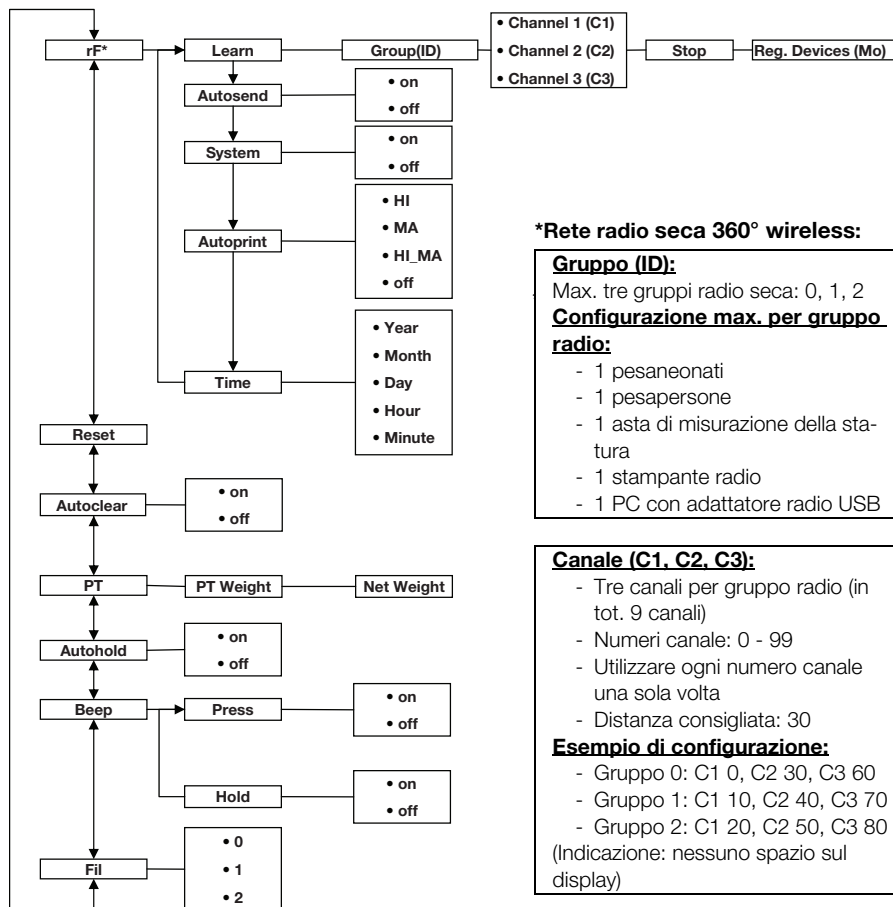 rF*
Learn
Group(ID)
• Channel 1 (C1)
• Channel 2 (C2)
• Channel 3 (C3)
Stop
Reg. Devices (Mo)
Autosend
• on
• off
System
• on
• off
Autoprint
• HI
• MA
• HI_MA
• off
Time
• Year
• Month
• Day
• Hour
• Minute
Reset
Autoclear
• on
• off
PT
PT Weight
Net Weight
Autohold
• on
• off
Beep
Press
• on
• off
Hold
• on
• off
Fil
• 0
• 1
• 2
*Rete radio seca 360° wireless:
Gruppo (ID):
Max. tre gruppi radio seca: 0, 1, 2
Configurazione max. per gruppo
radio:
- 1 pesaneonati
- 1 pesapersone
- 1 asta di misurazione della sta-
tura
- 1 stampante radio
- 1 PC con adattatore radio USB
Canale (C1, C2, C3):
- Tre canali per gruppo radio (in
tot. 9 canali)
- Numeri canale: 0 - 99
- Utilizzare ogni numero canale
una sola volta
- Distanza consigliata: 30
Esempio di configurazione:
- Gruppo 0: C1 0, C2 30, C3 60
- Gruppo 1: C1 10, C2 40, C3 70
- Gruppo 2: C1 20, C2 50, C3 80
(Indicazione: nessuno spazio sul
display)